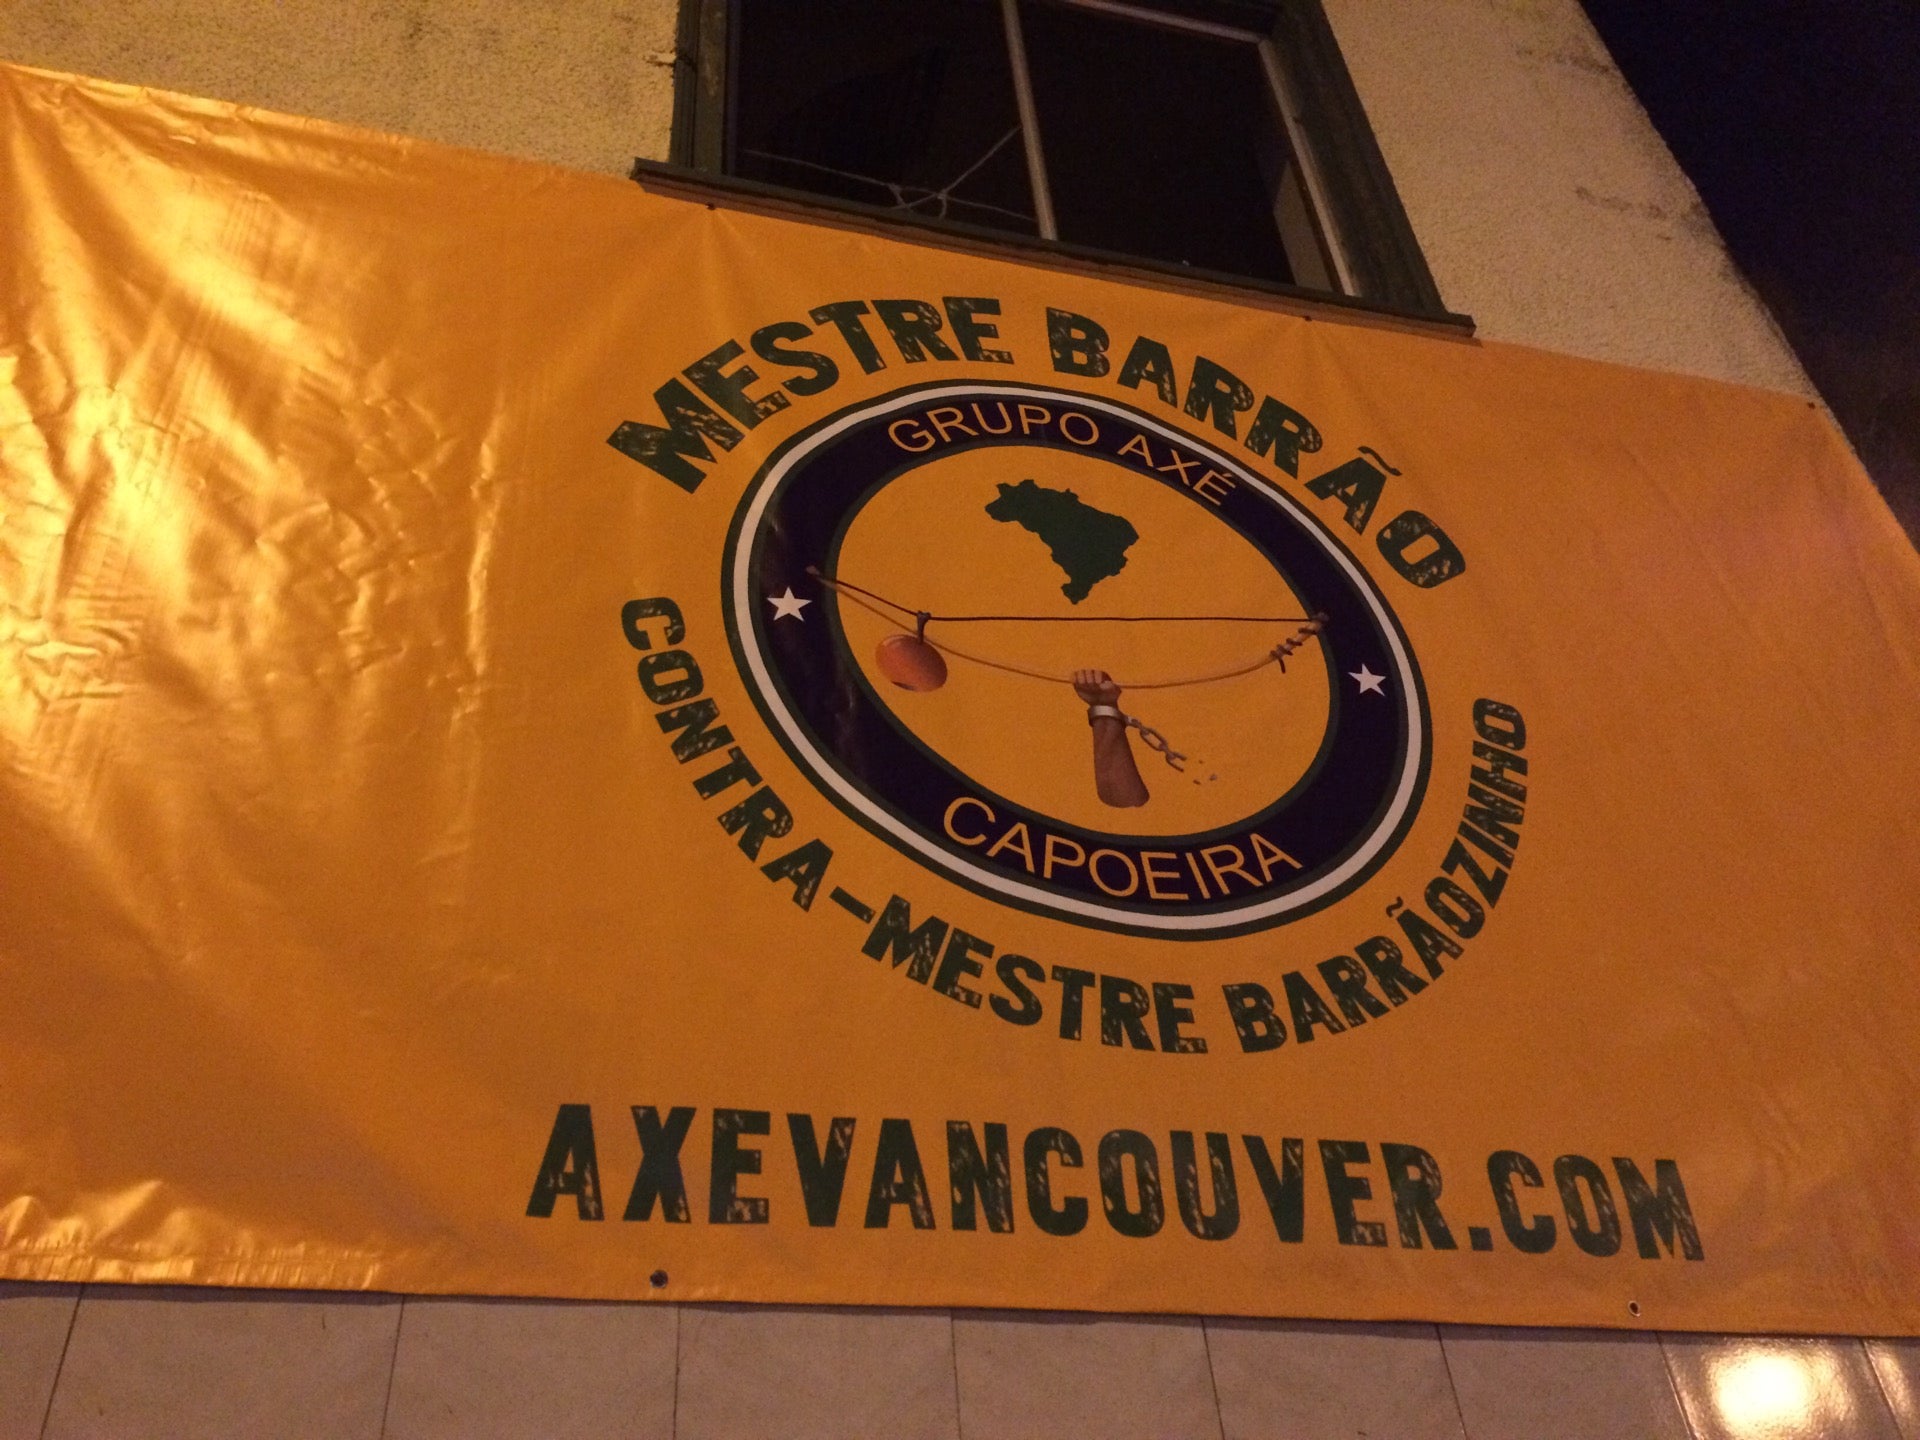 MESTRE BARRÃO
GRUPO AXÉ
CAPOEIRA
CONTRA-MESTRE BARRÃOZINHO
AXEVANCOUVER.COM